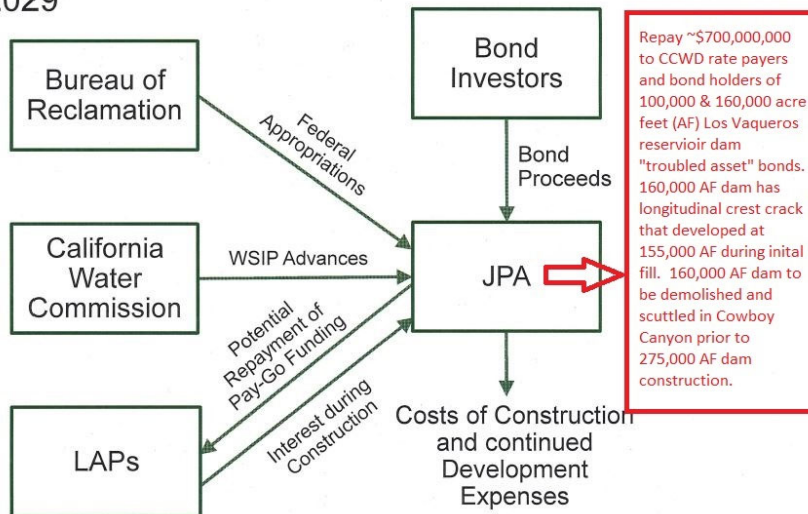 2029
Bureau of
Reclamation
Bond
Investors
Federal
Appropriations
Bond
Proceeds
California
Water
Commission
WSIP Advances
JPA
Potential
Repayment of
Pay-Go Funding
Interest during
Construction
LAPs
Costs of Construction
and continued
Development
Expenses
Repay ~$700,000,000
to CCWD rate payers
and bond holders of
100,000 & 160,000 acre
feet (AF) Los Vaqueros
reservioir dam
"troubled asset" bonds.
160,000 AF dam has
longitudinal crest crack
that developed at
155,000 AF during inital
fill. 160,000 AF dam to
be demolished and
scuttled in Cowboy
Canyon prior to
275,000 AF dam
construction.